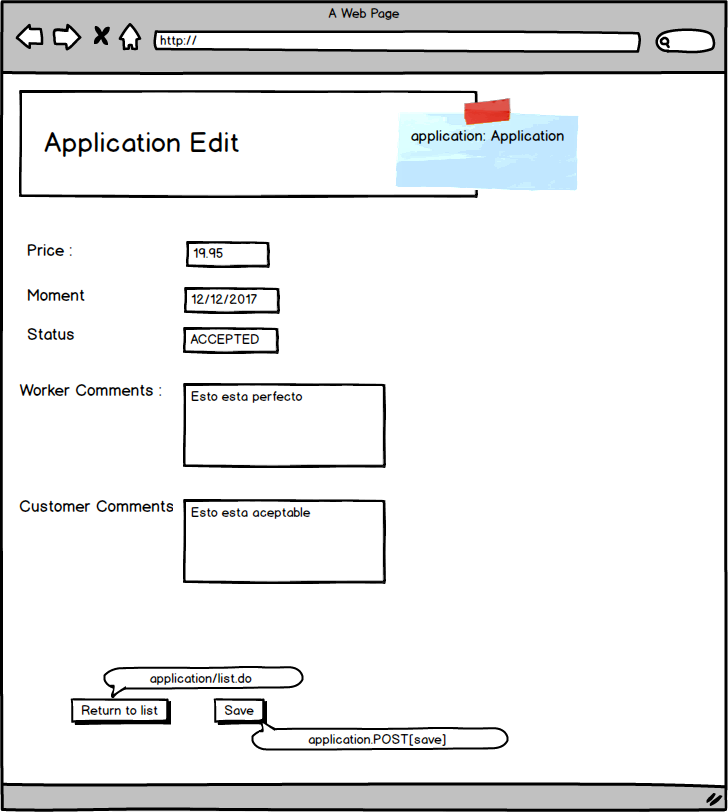 A Web Page
http://
Application Edit
application: Application
Price :
19.95
Moment
12/12/2017
Status
ACCEPTED
Worker Comments :
Esto esta perfecto
Customer Comments
Esto esta aceptable
application/list.do
Return to list
Save
application.POST[save]